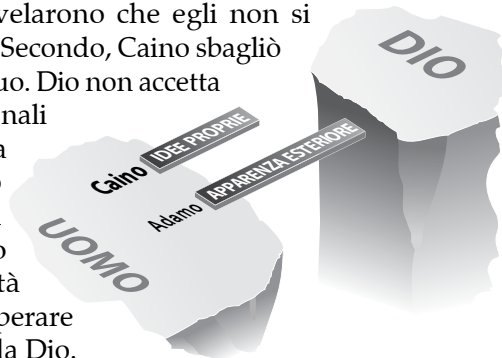 velarono che egli non si
Secondo, Caino sbagliò
uo. Dio non accetta
nali
a
o
o
tà
perare
la Dio.
DIO
Caino IDEE PROPRIE
Adamo APPARENZA ESTERIORE
UOMO